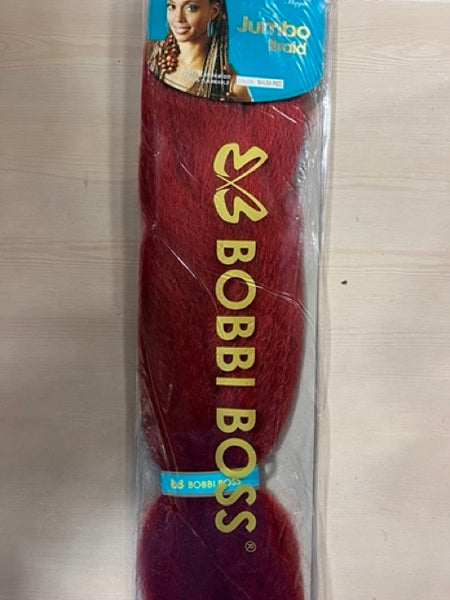 Jumbo
Braid
COLOR: SALSA RED
BOBBI BOSS®
BOBBI BOSS